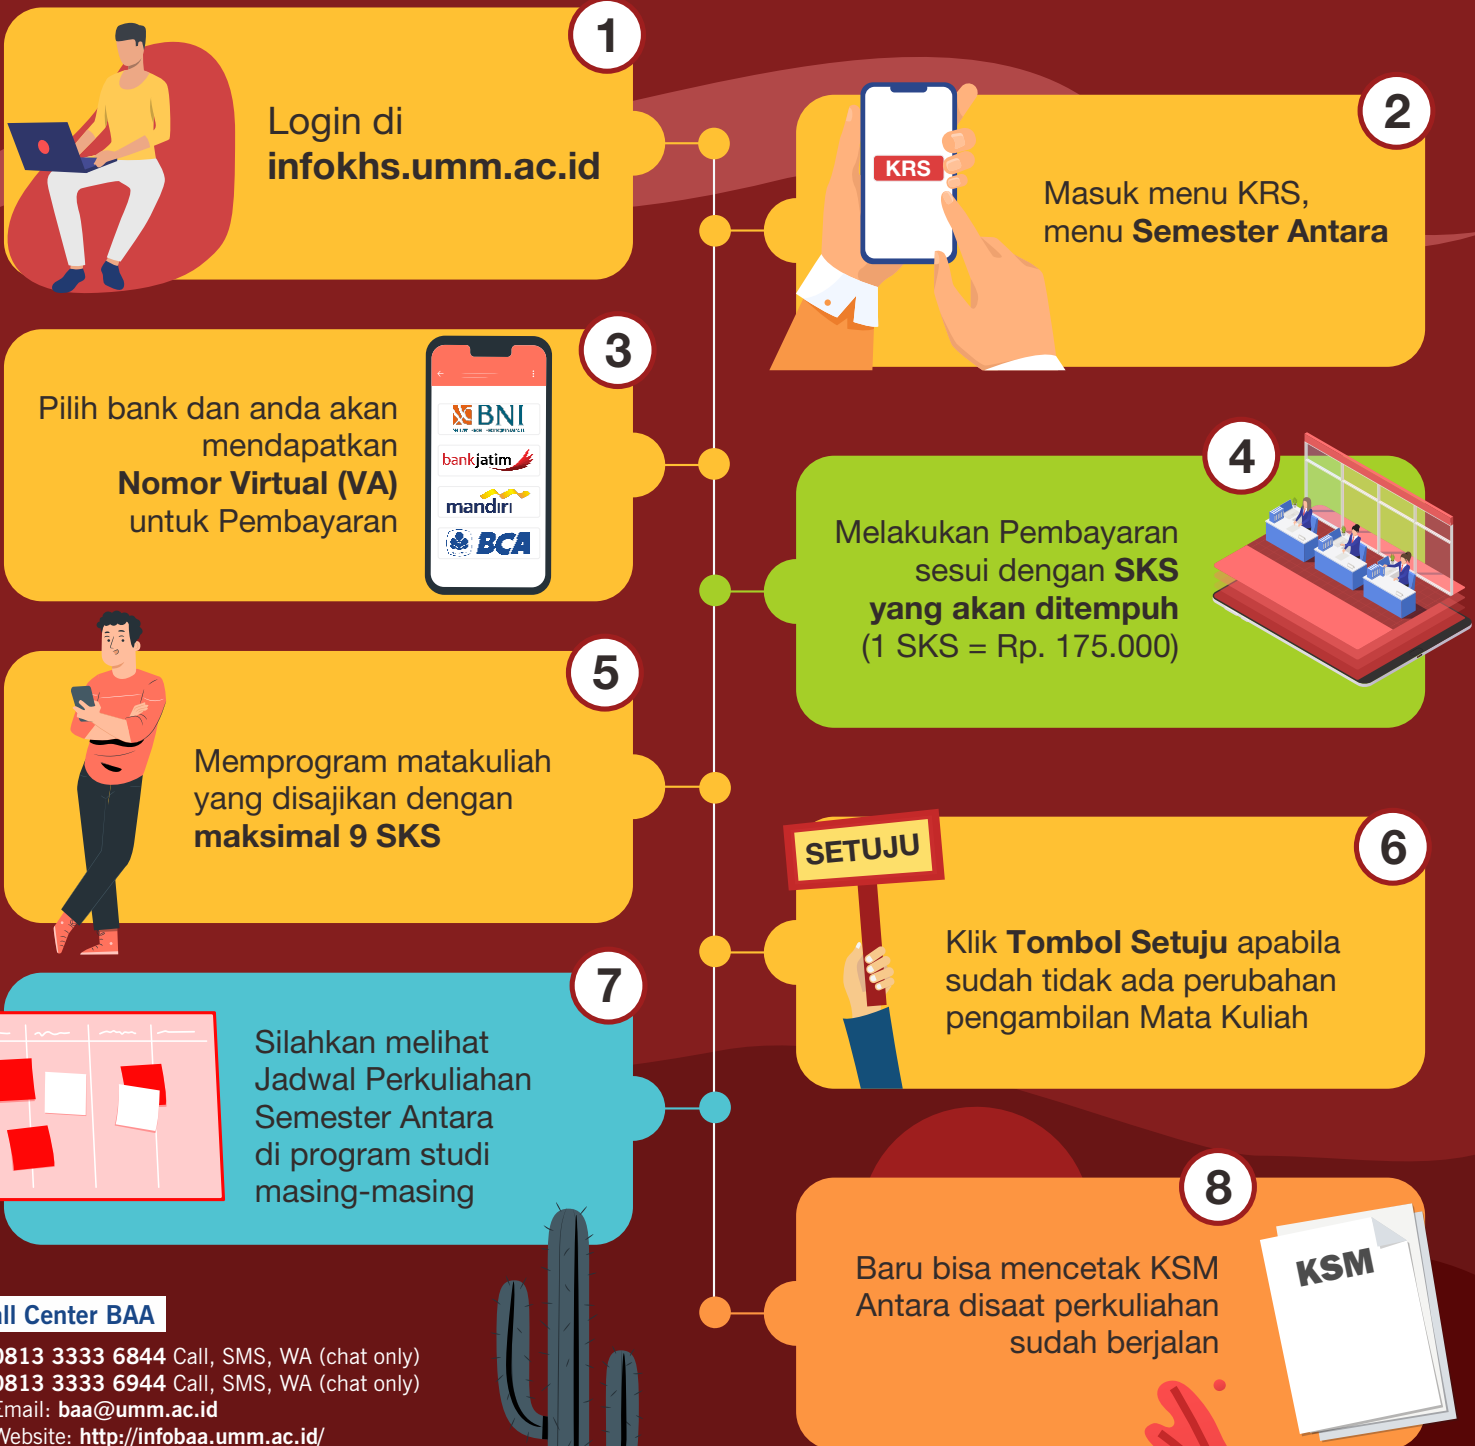 1
Login di
infokhs.umm.ac.id
2
KRS
Masuk menu KRS,
menu Semester Antara
3
Pilih bank dan anda akan
mendapatkan
Nomor Virtual (VA)
untuk Pembayaran
BNI
bankjatim
mandiri
BCA
4
Melakukan Pembayaran
sesui dengan SKS
yang akan ditempuh
(1 SKS = Rp. 175.000)
5
Memprogram matakuliah
yang disajikan dengan
maksimal 9 SKS
6
SETUJU
Klik Tombol Setuju apabila
sudah tidak ada perubahan
pengambilan Mata Kuliah
7
Silahkan melihat
Jadwal Perkuliahan
Semester Antara
di program studi
masing-masing
8
Baru bisa mencetak KSM
Antara disaat perkuliahan
sudah berjalan
KSM
ll Center BAA
0813 3333 6844 Call, SMS, WA (chat only)
0813 3333 6944 Call, SMS, WA (chat only)
Email: baa@umm.ac.id
Website: http://infobaa.umm.ac.id/